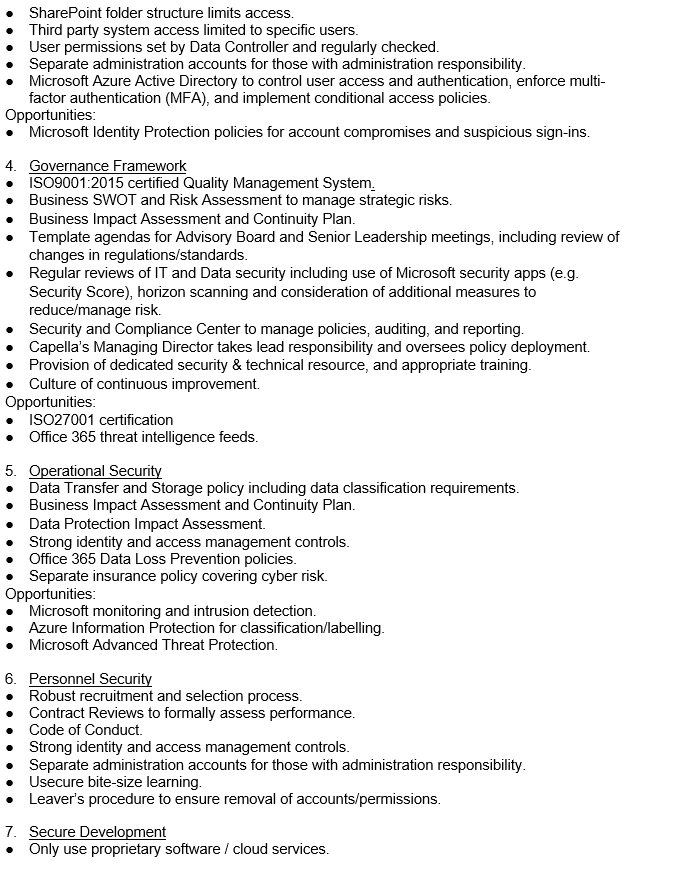 ● SharePoint folder structure limits access.
● Third party system access limited to specific users.
● User permissions set by Data Controller and regularly checked.
● Separate administration accounts for those with administration responsibility.
● Microsoft Azure Active Directory to control user access and authentication, enforce multi-
factor authentication (MFA), and implement conditional access policies.
Opportunities:
● Microsoft Identity Protection policies for account compromises and suspicious sign-ins.
4. Governance Framework
● ISO9001:2015 certified Quality Management System.
● Business SWOT and Risk Assessment to manage strategic risks.
● Business Impact Assessment and Continuity Plan.
● Template agendas for Advisory Board and Senior Leadership meetings, including review of
changes in regulations/standards.
● Regular reviews of IT and Data security including use of Microsoft security apps (e.g.
Security Score), horizon scanning and consideration of additional measures to
reduce/manage risk.
● Security and Compliance Center to manage policies, auditing, and reporting.
● Capella's Managing Director takes lead responsibility and oversees policy deployment.
● Provision of dedicated security & technical resource, and appropriate training.
● Culture of continuous improvement.
Opportunities:
● ISO27001 certification
● Office 365 threat intelligence feeds.
5. Operational Security
● Data Transfer and Storage policy including data classification requirements.
● Business Impact Assessment and Continuity Plan.
● Data Protection Impact Assessment.
● Strong identity and access management controls.
● Office 365 Data Loss Prevention policies.
● Separate insurance policy covering cyber risk.
Opportunities:
● Microsoft monitoring and intrusion detection.
● Azure Information Protection for classification/labelling.
● Microsoft Advanced Threat Protection.
6. Personnel Security
● Robust recruitment and selection process.
● Contract Reviews to formally assess performance.
● Code of Conduct.
● Strong identity and access management controls.
● Separate administration accounts for those with administration responsibility.
● Usecure bite-size learning.
● Leaver's procedure to ensure removal of accounts/permissions.
7. Secure Development
● Only use proprietary software / cloud services.